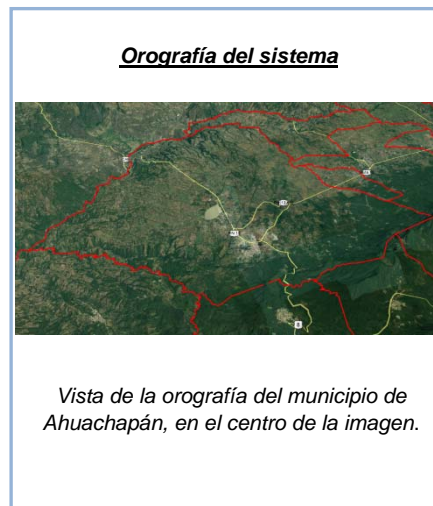 Orografía del sistema
Vista de la orografía del municipio de
Ahuachapán, en el centro de la imagen.